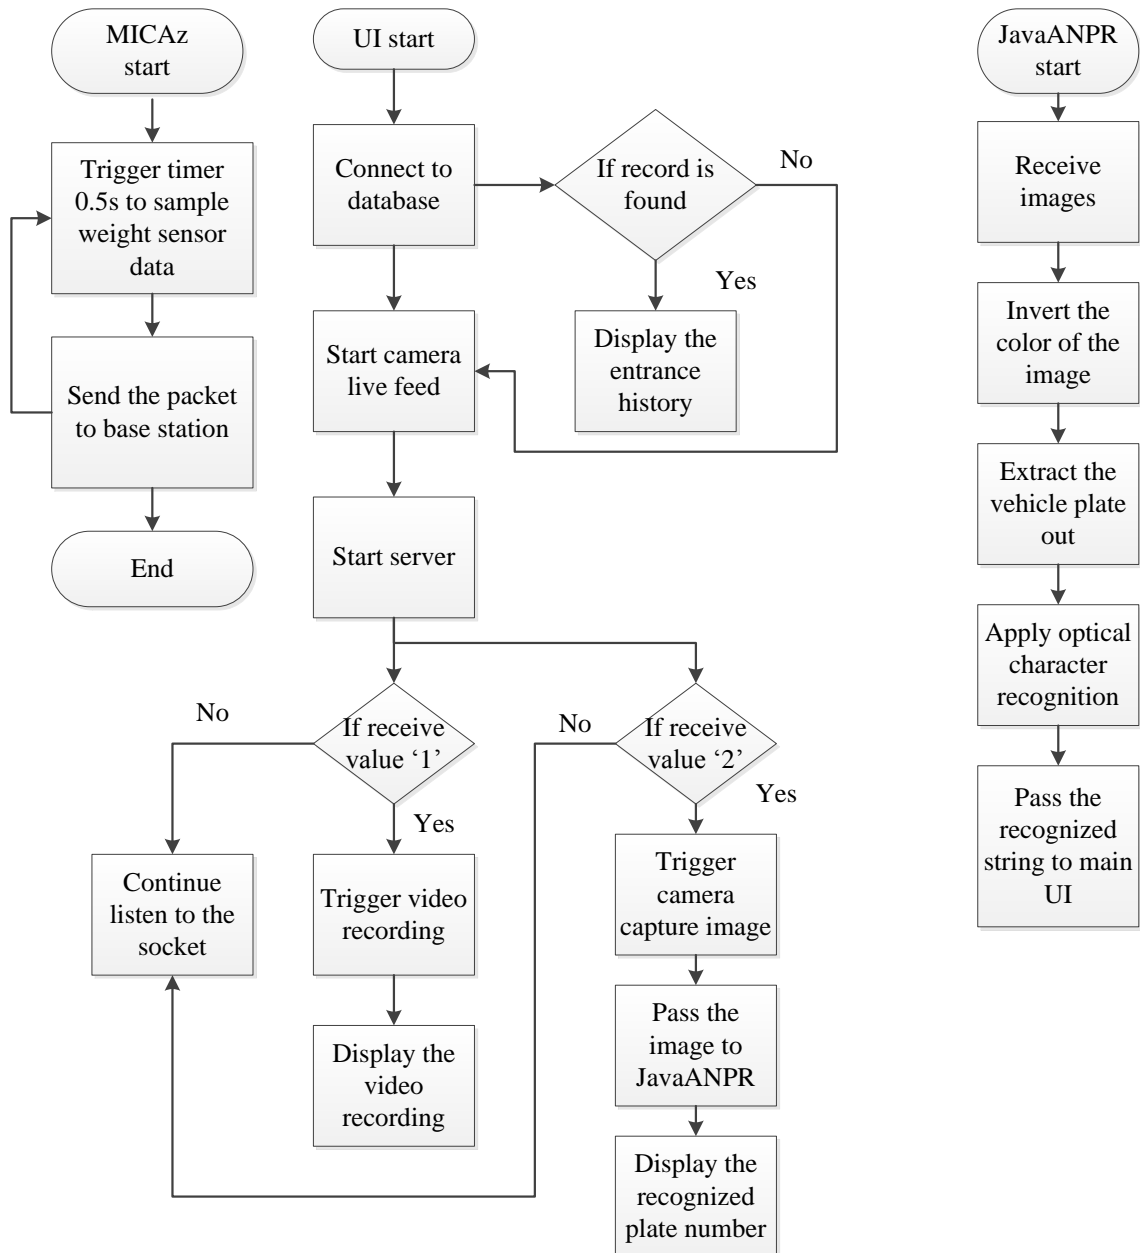 MICAz
start
Trigger timer
0.5s to sample
weight sensor
data
Send the packet
to base station
End
UI start
Connect to
database
If record is
found
No
Yes
Display the
entrance
history
Start camera
live feed
Start server
If receive
value ‘1’
No
Yes
Continue
listen to the
socket
Trigger video
recording
Display the
video
recording
If receive
value ‘2’
No
Yes
Trigger
camera
capture image
Pass the
image to
JavaANPR
Display the
recognized
plate number
JavaANPR
start
Receive
images
Invert the
color of the
image
Extract the
vehicle plate
out
Apply optical
character
recognition
Pass the
recognized
string to main
UI